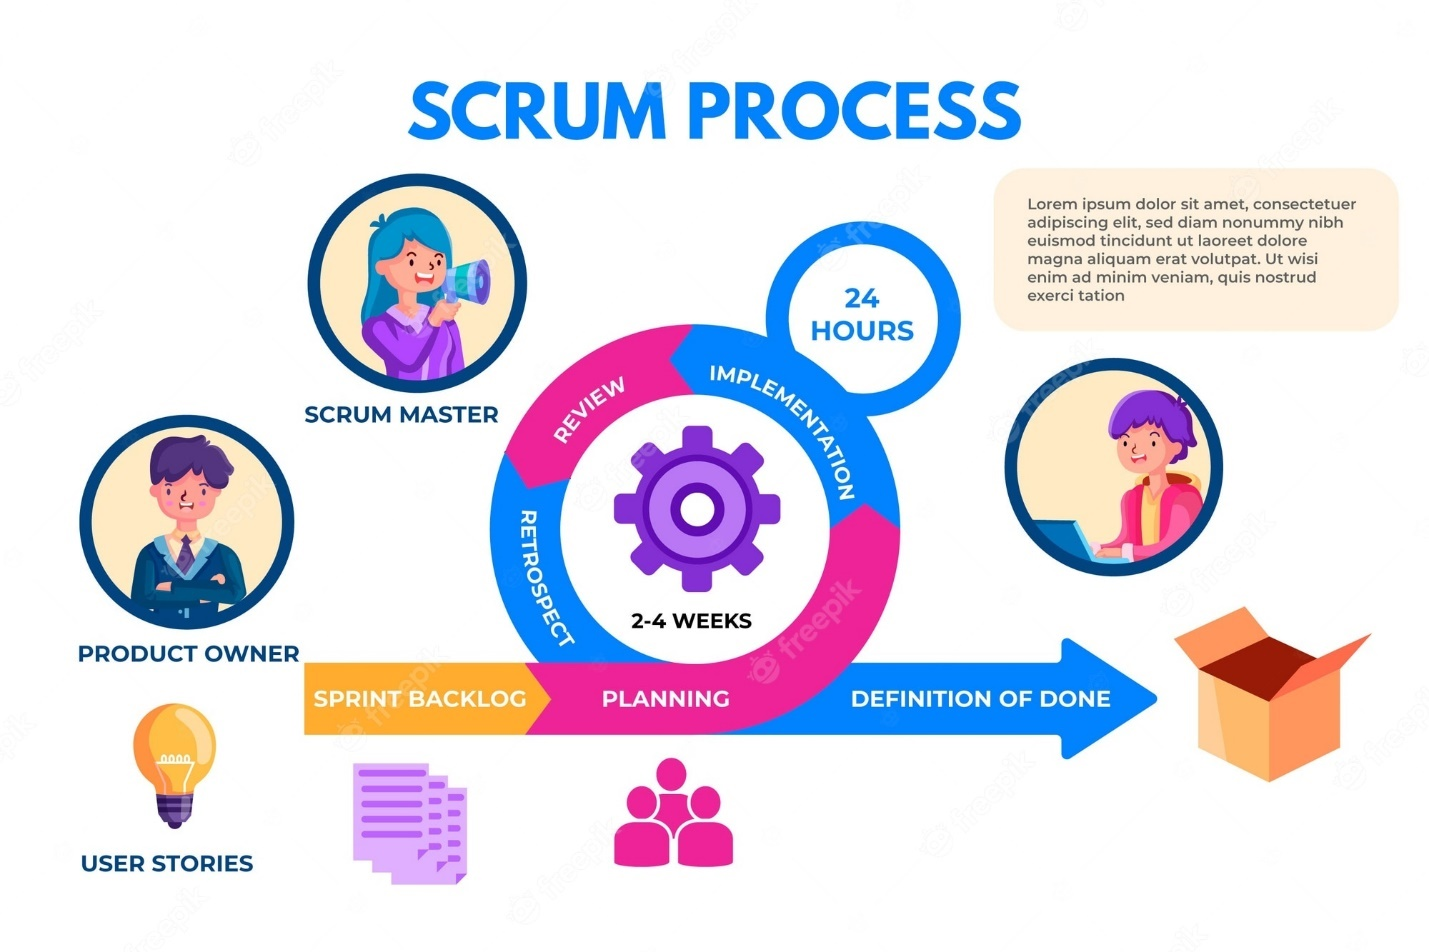 SCRUM PROCESS
Lorem ipsum dolor sit amet, consectetuer
adipiscing elit, sed diam nonummy nibh
euismod tincidunt ut laoreet dolore
magna aliquam erat volutpat. Ut wisi
enim ad minim veniam, quis nostrud
exerci tation
24
HOURS
SCRUM MASTER
REVIEW
IMPLEMENTATION
RETROSPECT
2-4 WEEKS
PRODUCT OWNER
SPRINT BACKLOG
PLANNING
DEFINITION OF DONE
USER STORIES
freepik